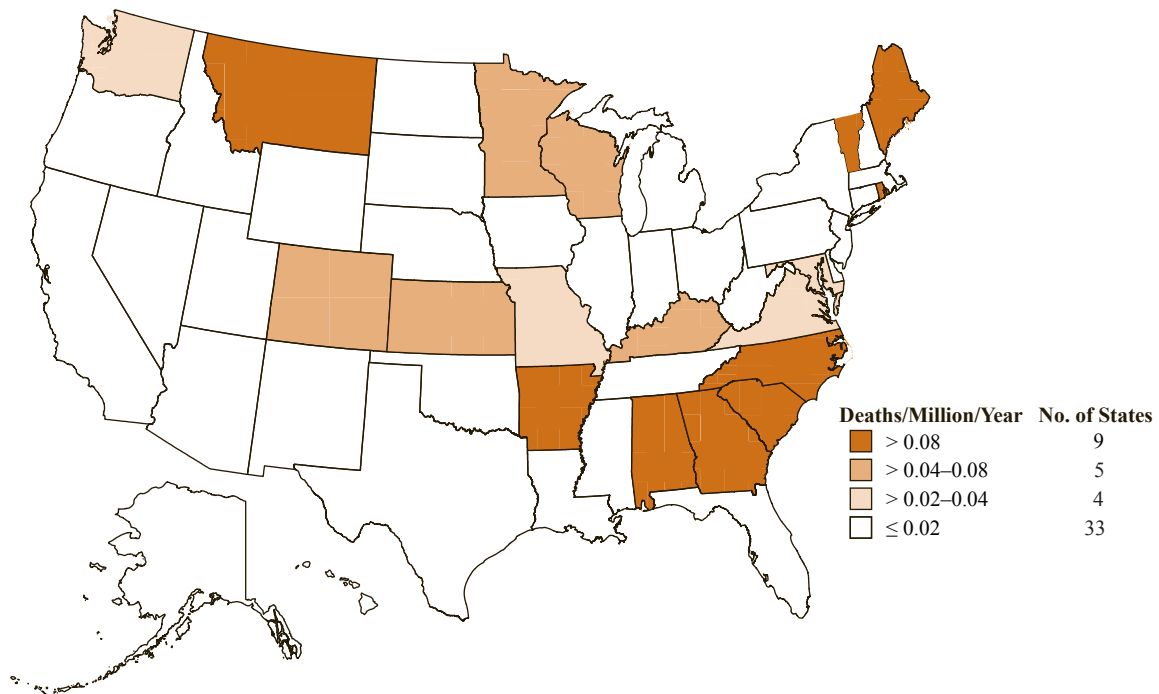 Deaths/Million/Year No. of States
> 0.08 9
> 0.04–0.08 5
> 0.02–0.04 4
≤ 0.02 33